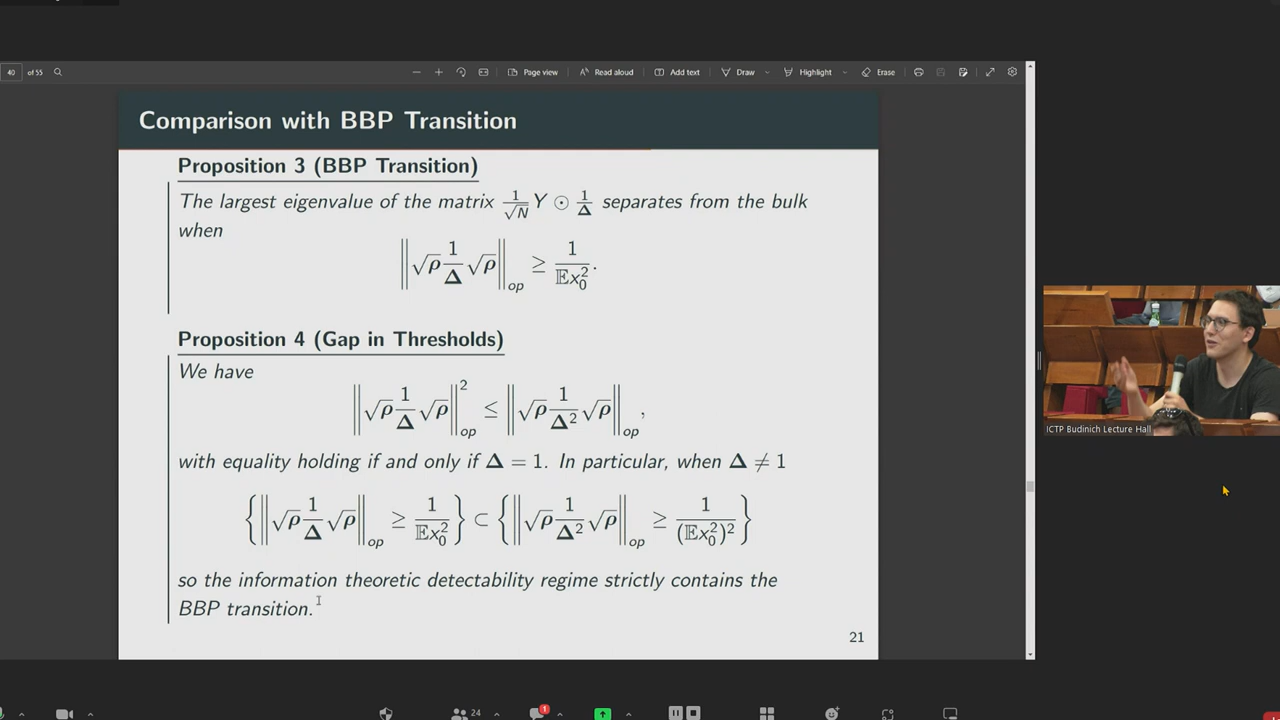 40 of 55 Page view Read aloud Add text Draw Highlight Erase
Comparison with BBP Transition
Proposition 3 (BBP Transition)
The largest eigenvalue of the matrix 1/√N Y ⊙ 1/Δ separates from the bulk
when
‖√ρ 1/Δ √ρ‖_op ≥ 1/𝔼x₀².
Proposition 4 (Gap in Thresholds)
We have
‖√ρ 1/Δ √ρ‖²_op ≤ ‖√ρ 1/Δ² √ρ‖_op,
with equality holding if and only if Δ = 1. In particular, when Δ ≠ 1
{‖√ρ 1/Δ √ρ‖_op ≥ 1/𝔼x₀²} ⊂ {‖√ρ 1/Δ² √ρ‖_op ≥ 1/(𝔼x₀²)²}
so the information theoretic detectability regime strictly contains the
BBP transition.
21
ICTP Budinich Lecture Hall
24 1